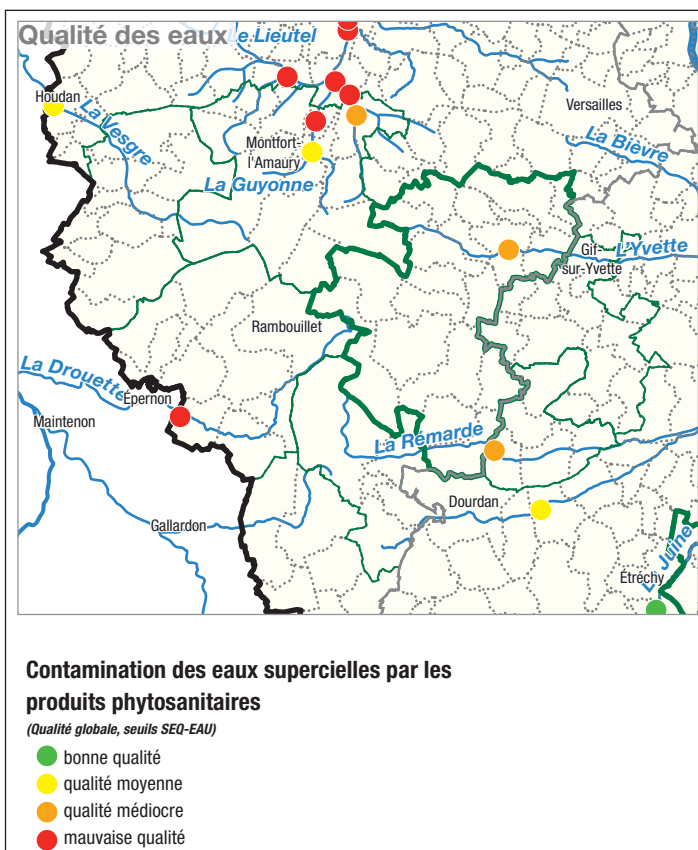 Qualité des eaux
Le Lieutel
Houdan
La Vesgre
Versailles
La Bièvre
Montfort-
l'Amaury
La Guyonne
Gif-
sur-Yvette
L'Yvette
Rambouillet
La Drouette
Épernon
Maintenon
La Rémarde
Dourdan
Gallardon
La Juine
Étréchy
Contamination des eaux supercielles par les
produits phytosanitaires
(Qualité globale, seuils SEQ-EAU)
bonne qualité
qualité moyenne
qualité médiocre
mauvaise qualité